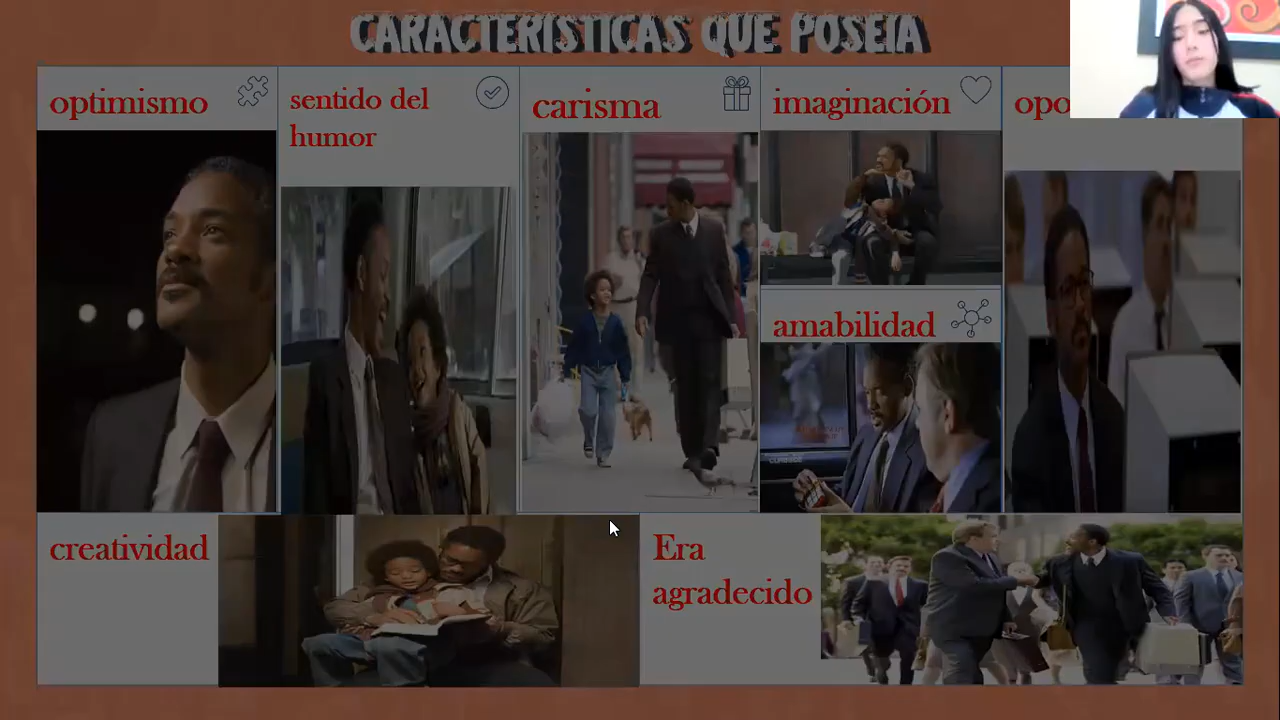 CARACTERISTICAS QUE POSEIA
optimismo
sentido del
humor
carisma
imaginación
amabilidad
creatividad
Era
agradecido